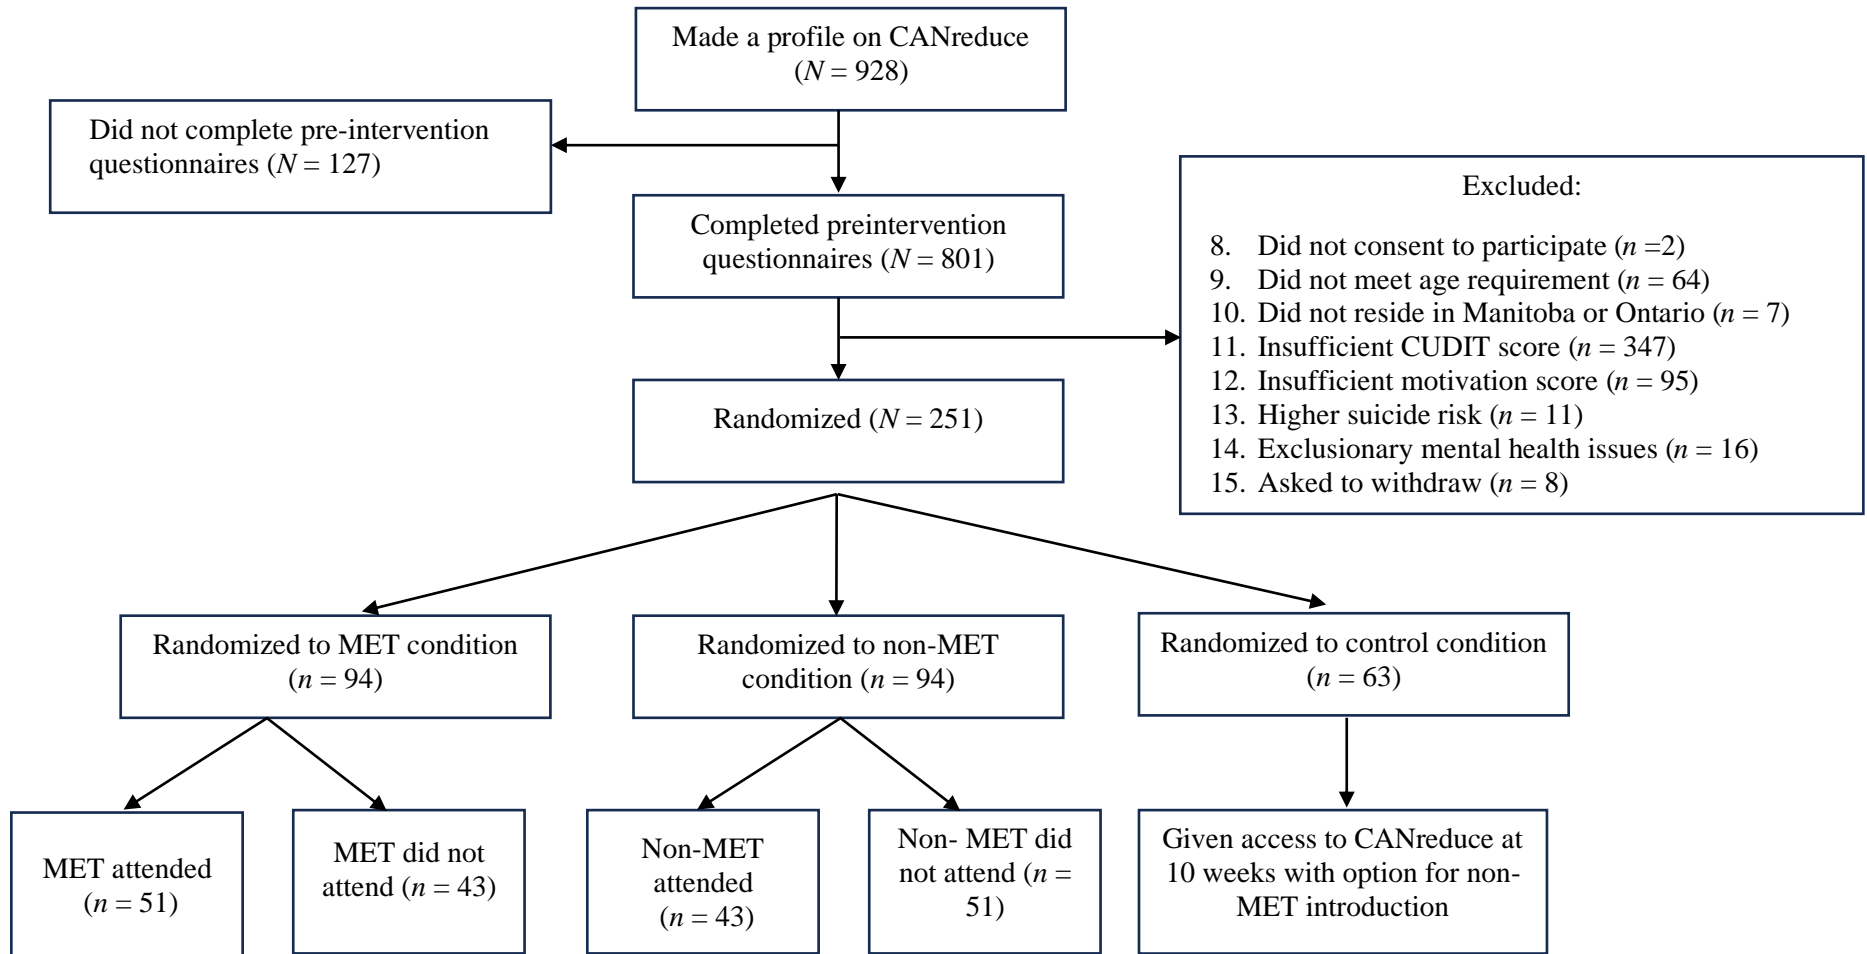 Made a profile on CANreduce
(N = 928)
Did not complete pre-intervention
questionnaires (N = 127)
Completed preintervention
questionnaires (N = 801)
Excluded:
8. Did not consent to participate (n =2)
9. Did not meet age requirement (n = 64)
10. Did not reside in Manitoba or Ontario (n = 7)
11. Insufficient CUDIT score (n = 347)
12. Insufficient motivation score (n = 95)
13. Higher suicide risk (n = 11)
14. Exclusionary mental health issues (n = 16)
15. Asked to withdraw (n = 8)
Randomized (N = 251)
Randomized to MET condition
(n = 94)
Randomized to non-MET
condition (n = 94)
Randomized to control condition
(n = 63)
MET attended
(n = 51)
MET did not
attend (n = 43)
Non-MET
attended
(n = 43)
Non- MET did
not attend (n =
51)
Given access to CANreduce at
10 weeks with option for non-
MET introduction